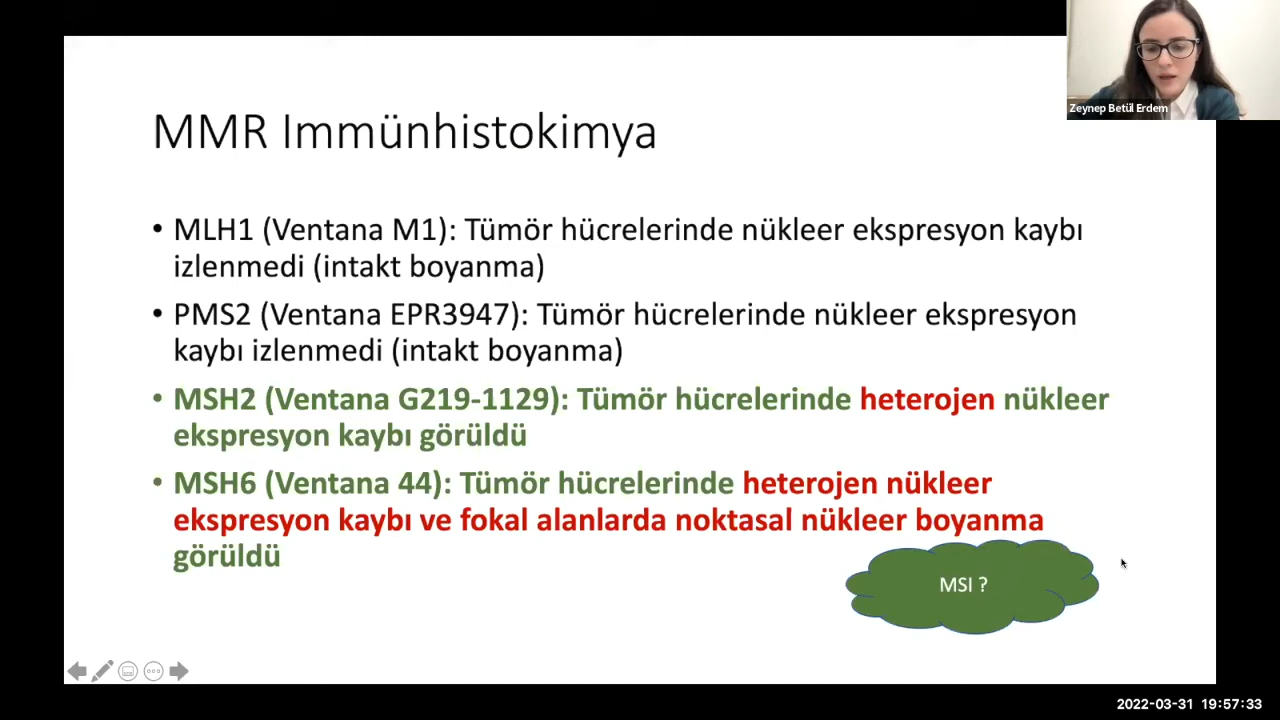 Zeynep Betül Erdem
MMR Immünhistokimya
• MLH1 (Ventana M1): Tümör hücrelerinde nükleer ekspresyon kaybı
izlenmedi (intakt boyanma)
• PMS2 (Ventana EPR3947): Tümör hücrelerinde nükleer ekspresyon
kaybı izlenmedi (intakt boyanma)
• MSH2 (Ventana G219-1129): Tümör hücrelerinde heterojen nükleer
ekspresyon kaybı görüldü
• MSH6 (Ventana 44): Tümör hücrelerinde heterojen nükleer
ekspresyon kaybı ve fokal alanlarda noktasal nükleer boyanma
görüldü
MSI ?
2022-03-31 19:57:33